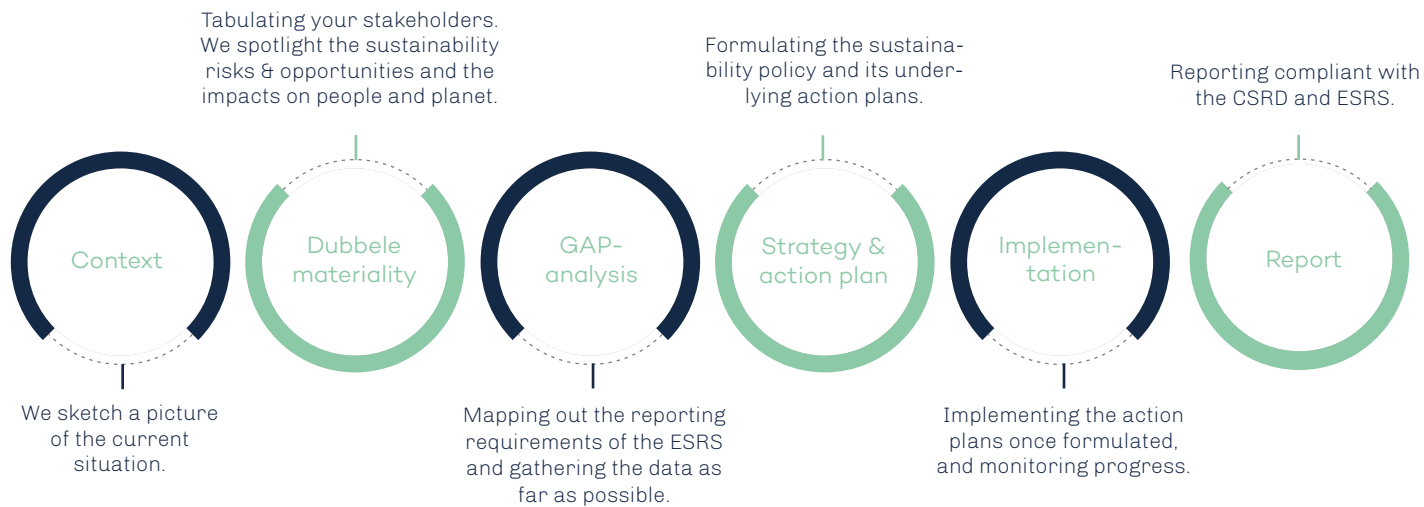 Tabulating your stakeholders.
We spotlight the sustainability
risks & opportunities and the
impacts on people and planet.
Formulating the sustaina-
bility policy and its under-
lying action plans.
Reporting compliant with
the CSRD and ESRS.
Context
Dubbele
materiality
GAP-
analysis
Strategy &
action plan
Implemen-
tation
Report
We sketch a picture
of the current
situation.
Mapping out the reporting
requirements of the ESRS
and gathering the data as
far as possible.
Implementing the action
plans once formulated,
and monitoring progress.